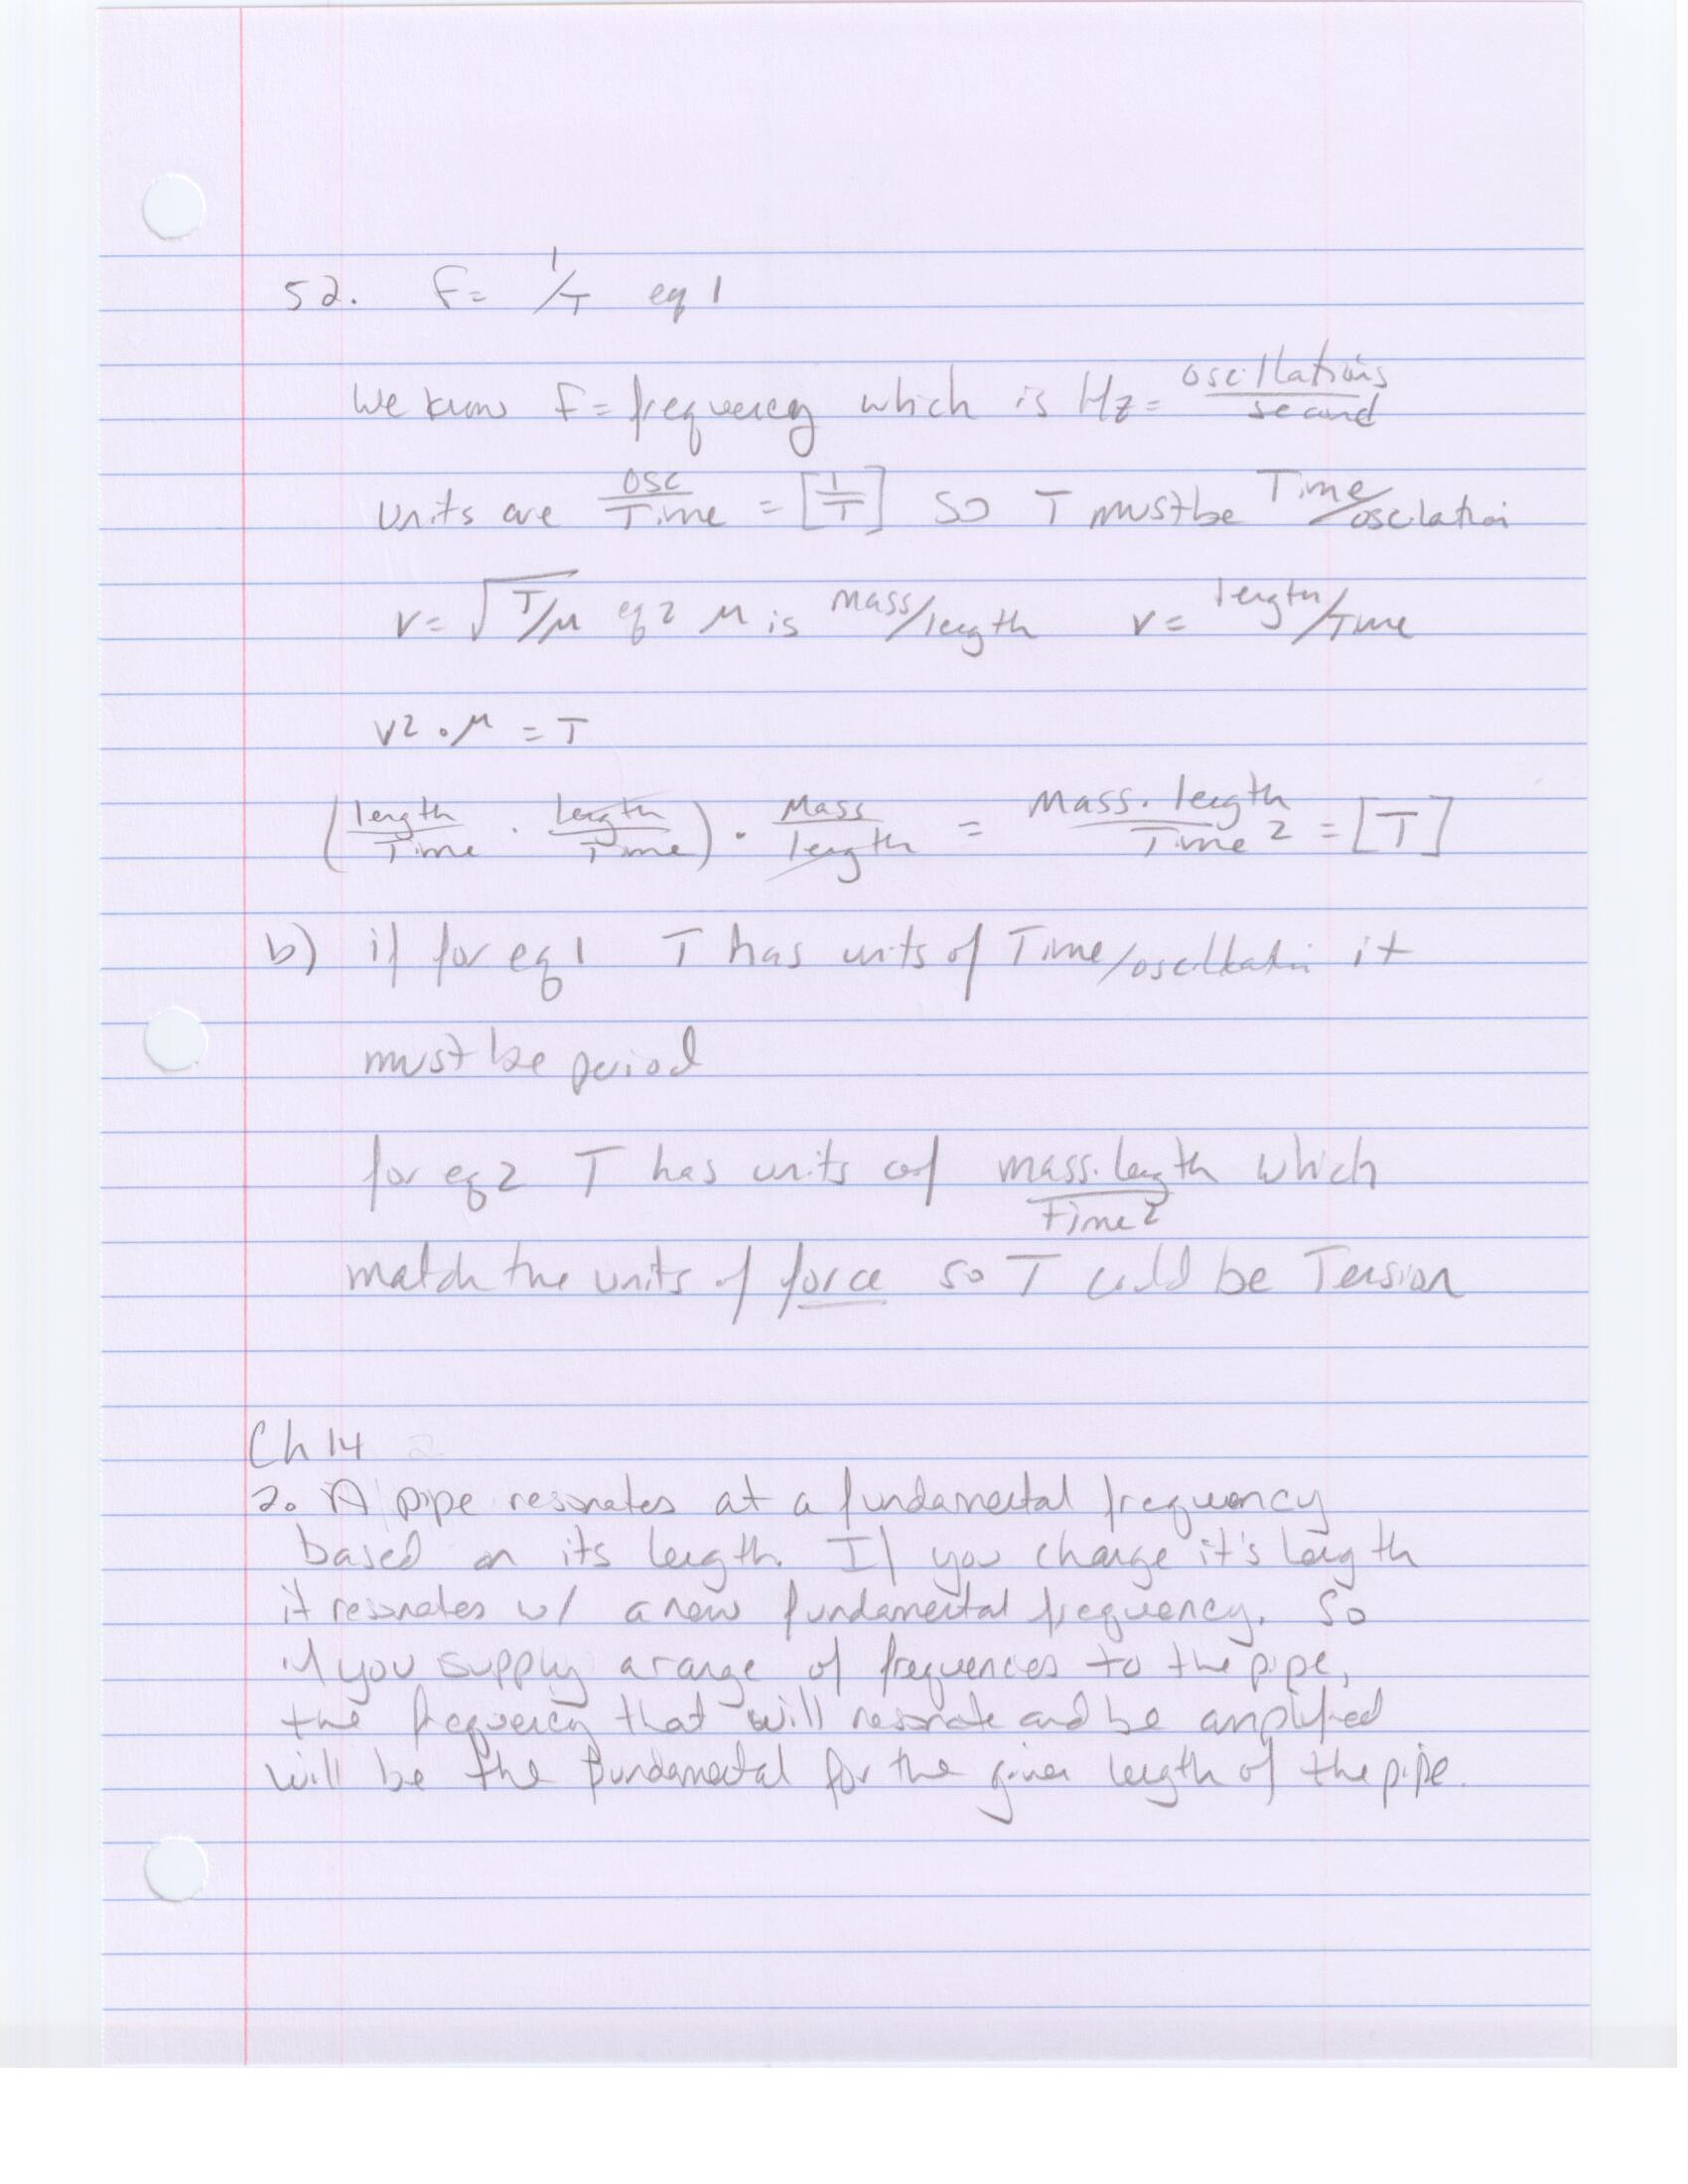 52. F = 1/T eq 1
We know F = frequency which is Hz = oscillations/second
units are osc/Time = [1/T] so T must be Time/oscilation
v = √T/μ eq 2 μ is mass/length v = length/Time
v2 • μ = T
(length/Time · length/Time) • Mass/length = Mass · length/Time 2 = [T]
b) if for eq 1 T has units of Time/oscillation it
must be period
for eq 2 T has units of mass · length/Time 2 which
match the units of force so T could be Tension
Ch 14
2. A pipe resonates at a fundamental frequency
based on its length. If you change it's length
it resonates w/ a new fundamental frequency. So
if you supply a range of frequencies to the pipe,
the frequency that will resonate and be amplified
will be the fundamental for the given length of the pipe.